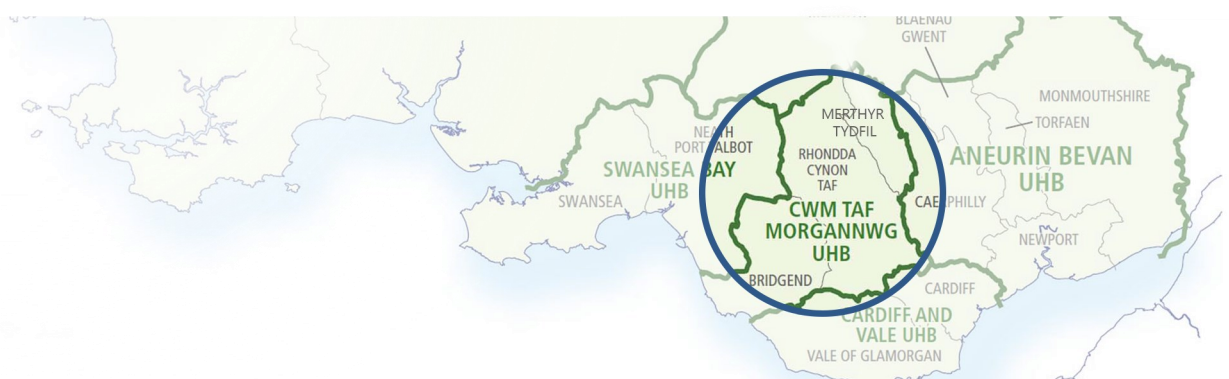 BLAENAU
GWENT
MONMOUTHSHIRE
TORFAEN
MERTHYR
TYDFIL
NEATH
PORT TALBOT
RHONDDA
CYNON
TAF
SWANSEA BAY
UHB
ANEURIN BEVAN
UHB
SWANSEA
CAERPHILLY
CWM TAF
MORGANNWG
UHB
NEWPORT
BRIDGEND
CARDIFF
CARDIFF AND
VALE UHB
VALE OF GLAMORGAN